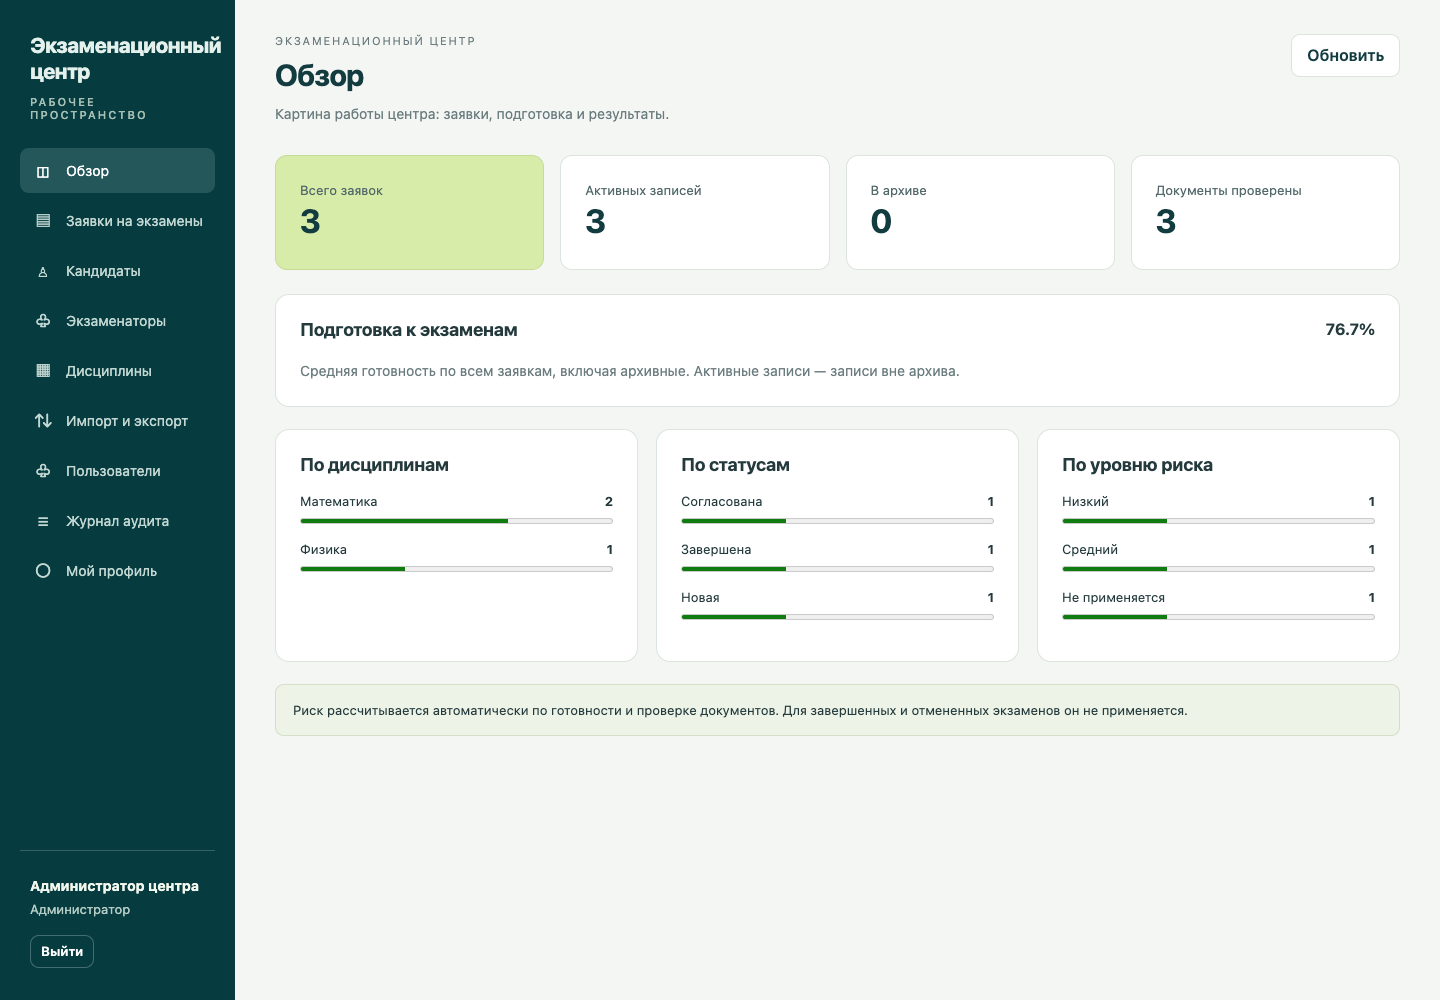 Экзаменационный
центр
РАБОЧЕЕ
ПРОСТРАНСТВО
Обзор
Заявки на экзамены
Кандидаты
Экзаменаторы
Дисциплины
Импорт и экспорт
Пользователи
Журнал аудита
Мой профиль
Администратор центра
Администратор
Выйти
ЭКЗАМЕНАЦИОННЫЙ ЦЕНТР
Обзор
Картина работы центра: заявки, подготовка и результаты.
Обновить
Всего заявок
3
Активных записей
3
В архиве
0
Документы проверены
3
Подготовка к экзаменам
76.7%
Средняя готовность по всем заявкам, включая архивные. Активные записи — записи вне архива.
По дисциплинам
Математика 2
Физика 1
По статусам
Согласована 1
Завершена 1
Новая 1
По уровню риска
Низкий 1
Средний 1
Не применяется 1
Риск рассчитывается автоматически по готовности и проверке документов. Для завершенных и отмененных экзаменов он не применяется.